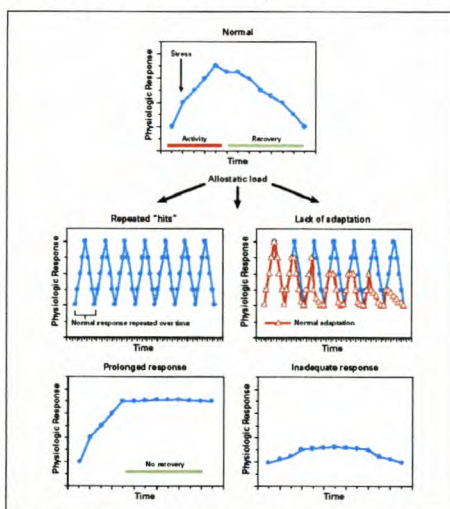 Normal
Physiologic Response
Stress
Activity
Recovery
Time
Allostatic load
Repeated "hits"
Physiologic Response
Normal response repeated over time
Time
Lack of adaptation
Physiologic Response
Normal adaptation
Time
Prolonged response
Physiologic Response
No recovery
Time
Inadequate response
Physiologic Response
Time